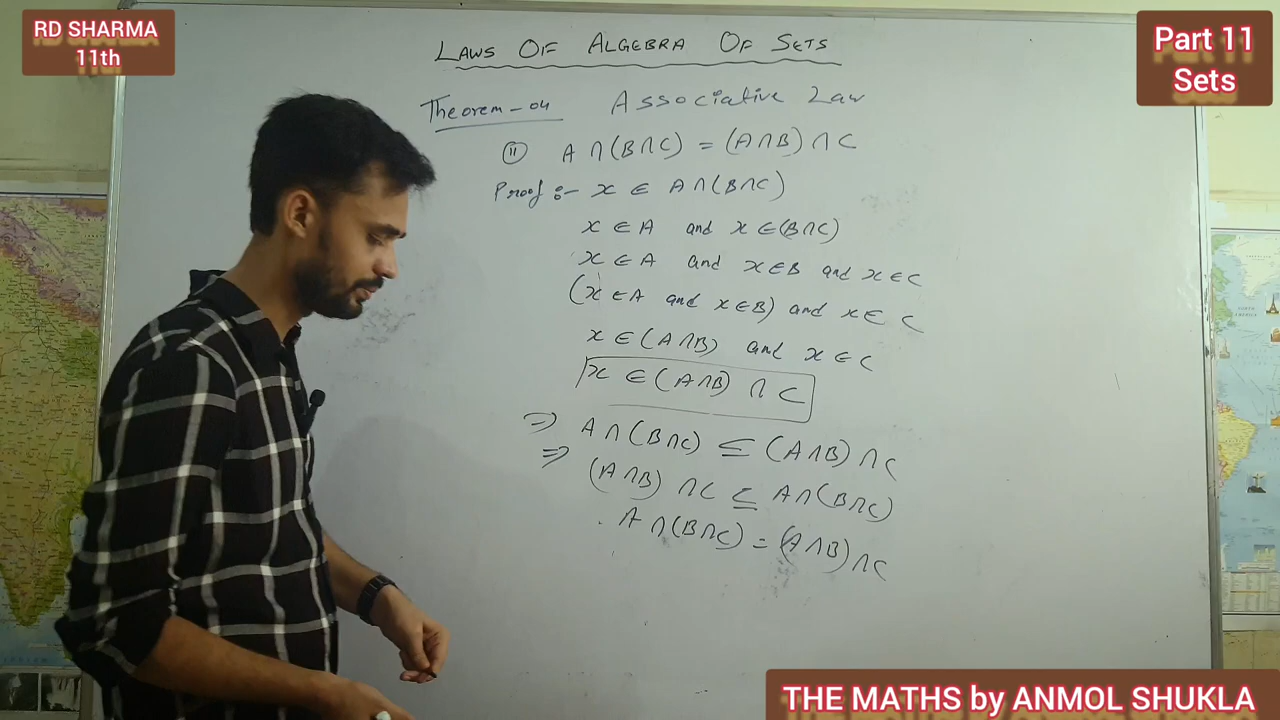 RD SHARMA
11th
Part 11
Sets
LAWS OF ALGEBRA OF SETS
Theorem-04 Associative Law
(ii) A ∩ (B∩C) = (A∩B) ∩ C
Proof :- x ∈ A ∩ (B∩C)
x ∈ A and x ∈ (B∩C)
x ∈ A and x ∈ B and x ∈ C
(x ∈ A and x ∈ B) and x ∈ C
x ∈ (A∩B) and x ∈ C
x ∈ (A∩B) ∩ C
⇒ A ∩ (B∩C) ⊆ (A∩B) ∩ C
⇒ (A∩B) ∩ C ⊆ A ∩ (B∩C)
A ∩ (B∩C) = (A∩B) ∩ C
THE MATHS by ANMOL SHUKLA